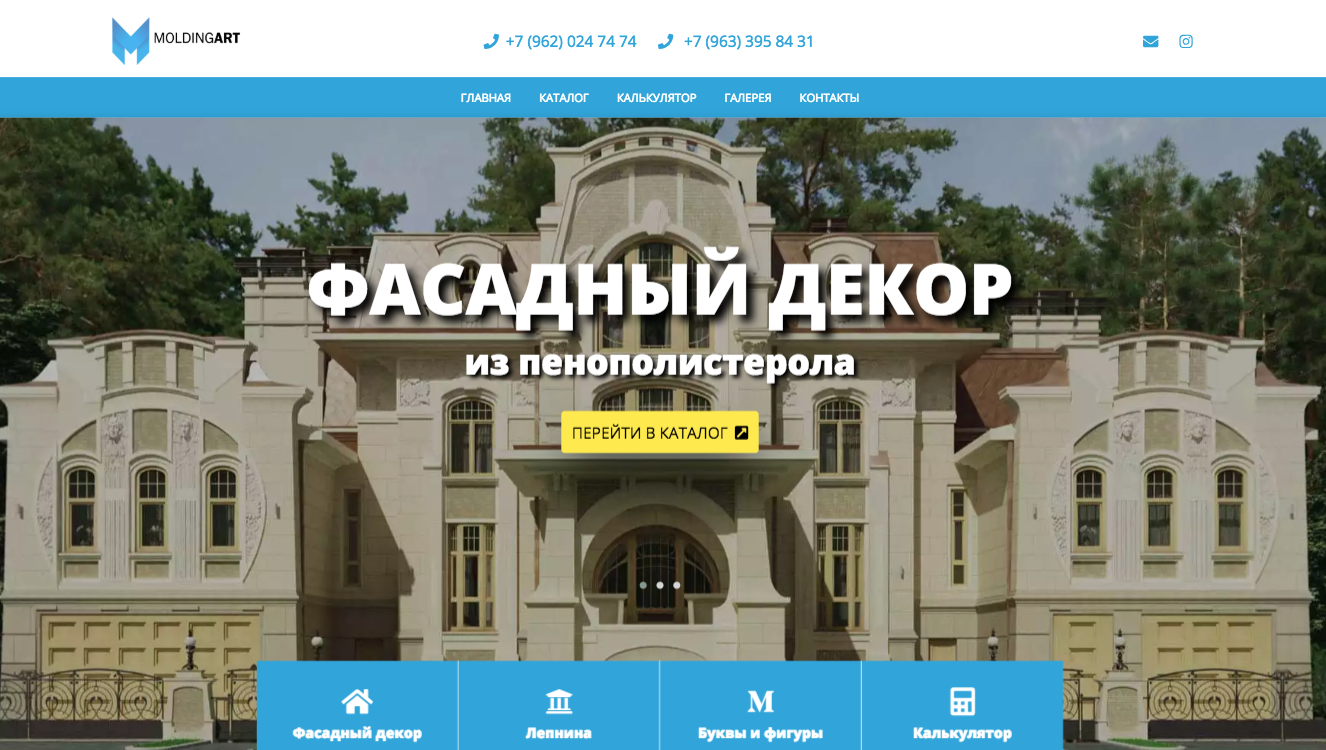 MOLDINGART
+7 (962) 024 74 74
+7 (963) 395 84 31
ГЛАВНАЯ
КАТАЛОГ
КАЛЬКУЛЯТОР
ГАЛЕРЕЯ
КОНТАКТЫ
ФАСАДНЫЙ ДЕКОР
из пенополистерола
ПЕРЕЙТИ В КАТАЛОГ
Фасадный декор
Лепнина
M
Буквы и фигуры
Калькулятор